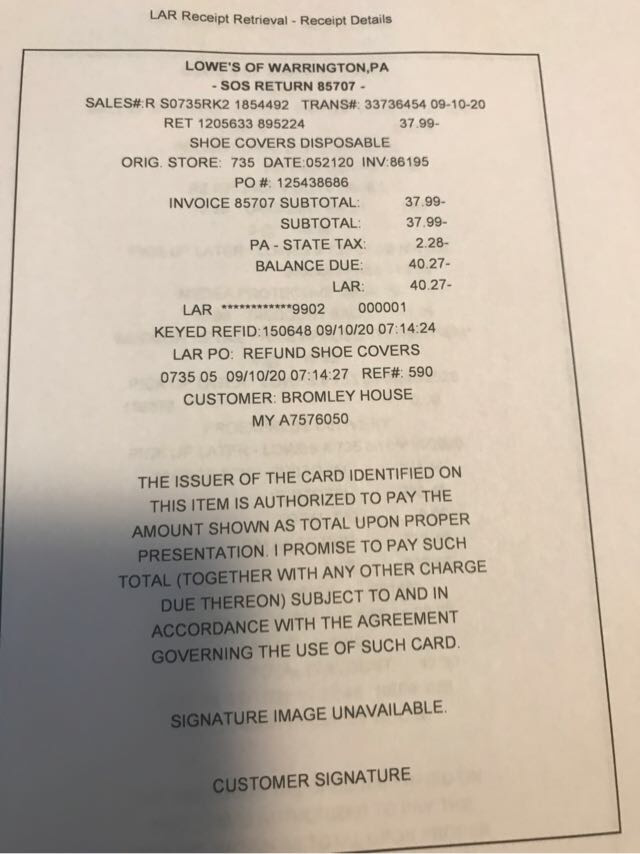 LAR Receipt Retrieval - Receipt Details
LOWE'S OF WARRINGTON,PA
- SOS RETURN 85707 -
SALES#:R S0735RK2 1854492 TRANS#: 33736454 09-10-20
RET 1205633 895224 37.99-
SHOE COVERS DISPOSABLE
ORIG. STORE: 735 DATE:052120 INV:86195
PO #: 125438686
INVOICE 85707 SUBTOTAL: 37.99-
SUBTOTAL: 37.99-
PA - STATE TAX: 2.28-
BALANCE DUE: 40.27-
LAR: 40.27-
LAR ************9902 000001
KEYED REFID:150648 09/10/20 07:14:24
LAR PO: REFUND SHOE COVERS
0735 05 09/10/20 07:14:27 REF#: 590
CUSTOMER: BROMLEY HOUSE
MY A7576050
THE ISSUER OF THE CARD IDENTIFIED ON
THIS ITEM IS AUTHORIZED TO PAY THE
AMOUNT SHOWN AS TOTAL UPON PROPER
PRESENTATION. I PROMISE TO PAY SUCH
TOTAL (TOGETHER WITH ANY OTHER CHARGE
DUE THEREON) SUBJECT TO AND IN
ACCORDANCE WITH THE AGREEMENT
GOVERNING THE USE OF SUCH CARD.
SIGNATURE IMAGE UNAVAILABLE.
CUSTOMER SIGNATURE